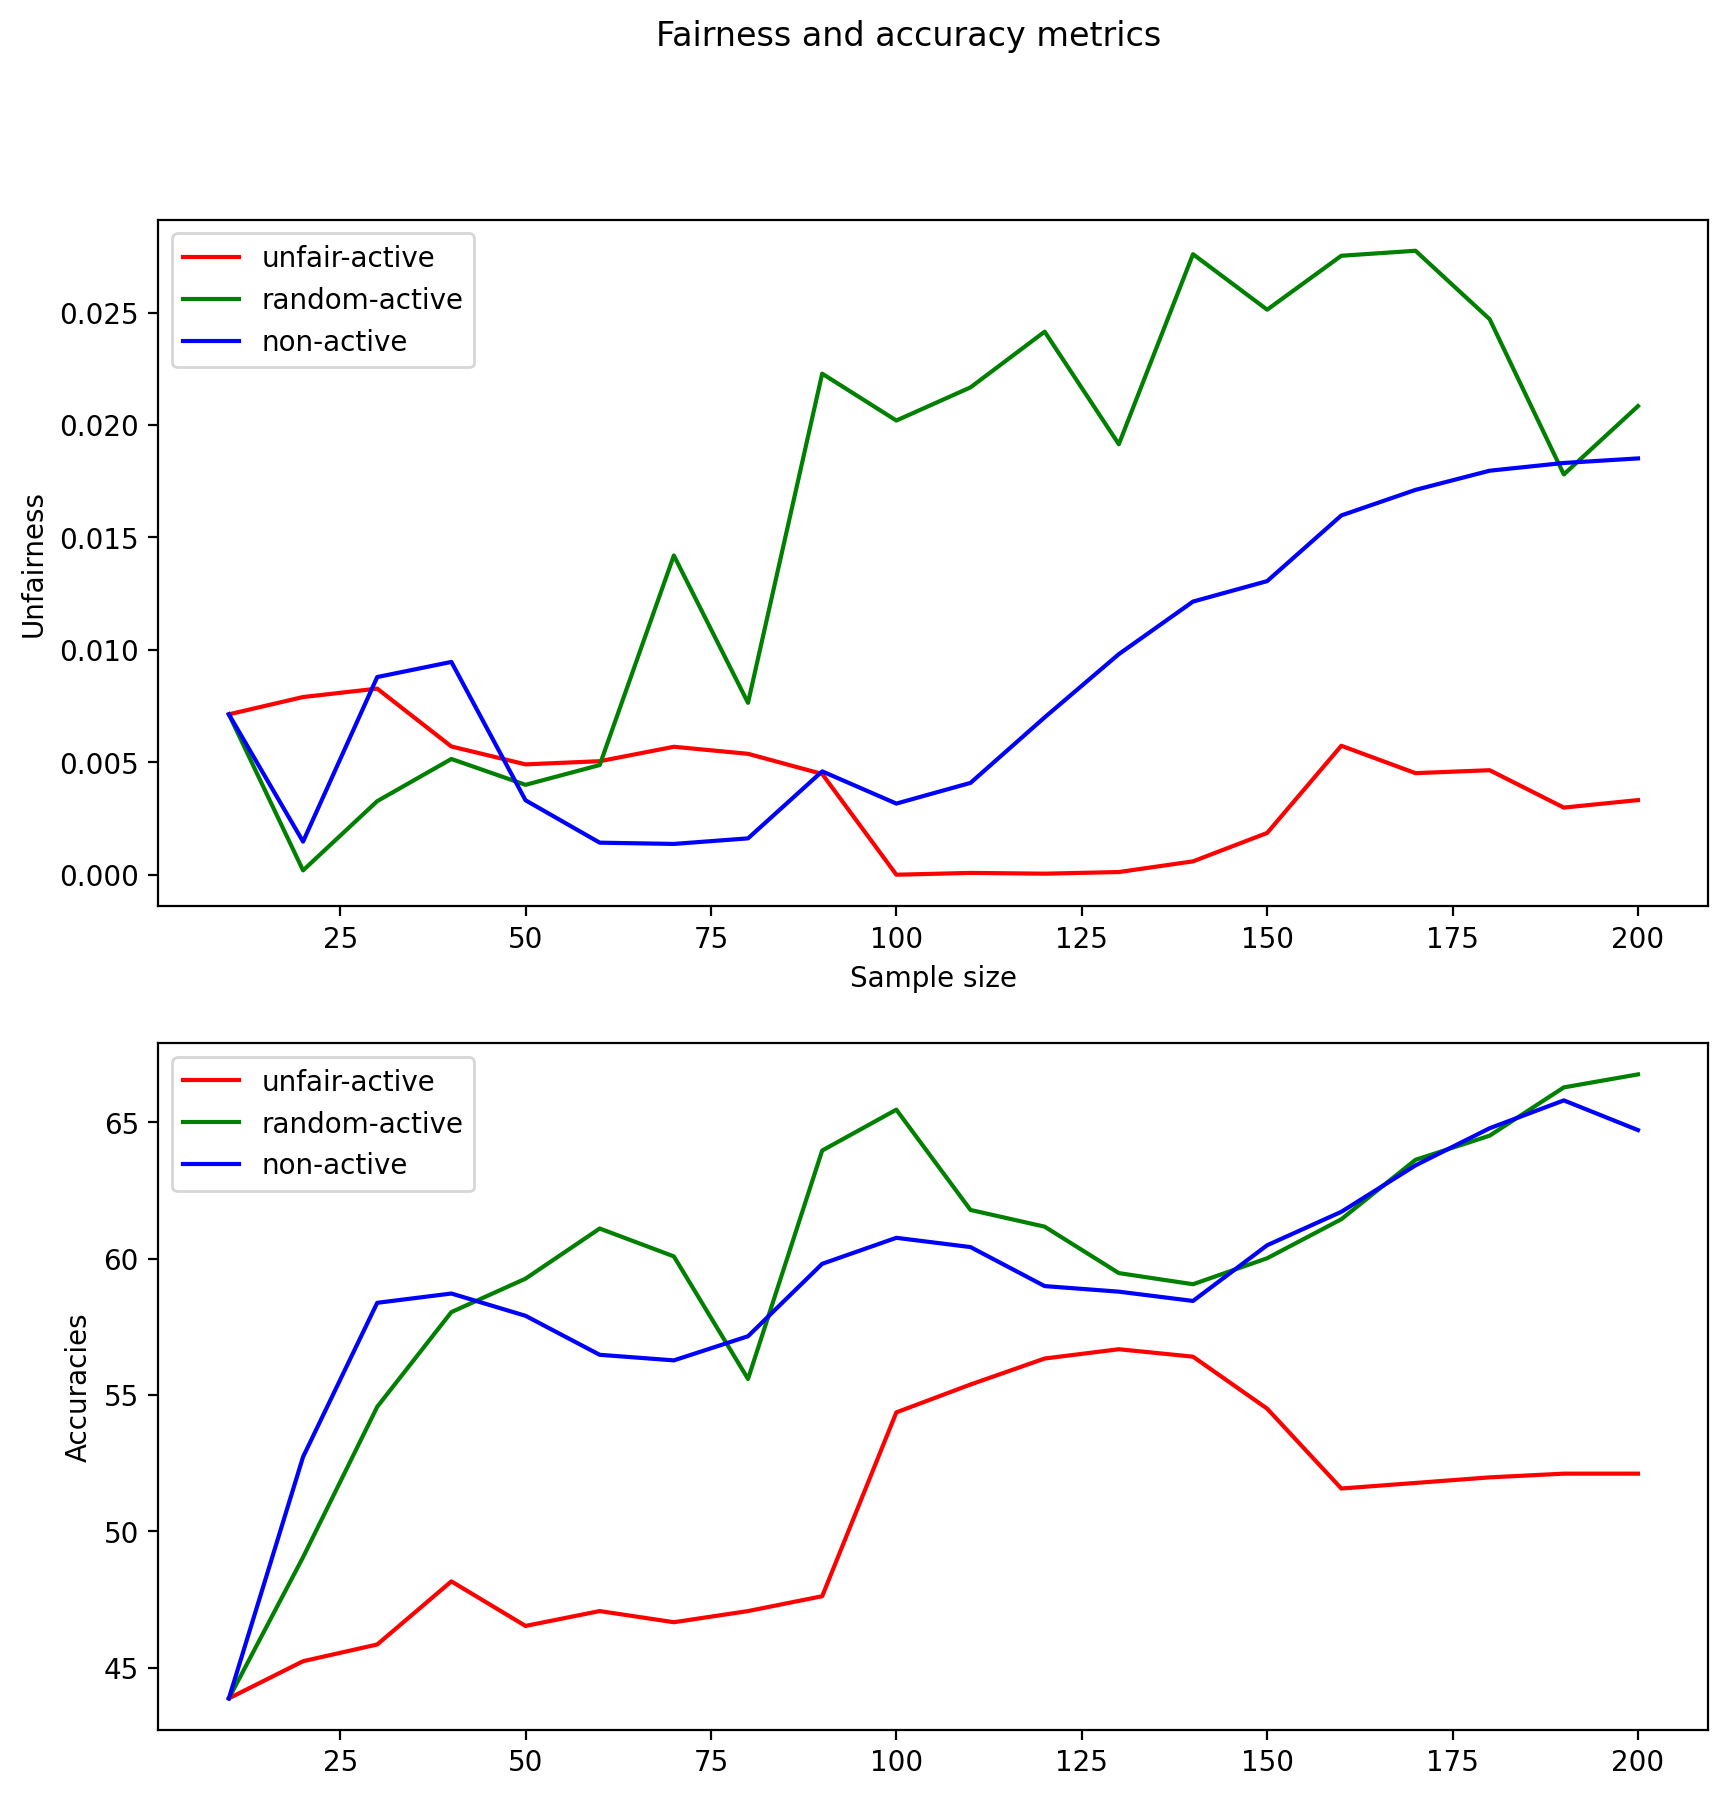 Fairness and accuracy metrics
unfair-active
random-active
non-active
0.025
0.020
0.015
0.010
0.005
0.000
Unfairness
25 50 75 100 125 150 175 200
Sample size
unfair-active
random-active
non-active
65
60
55
50
45
Accuracies
25 50 75 100 125 150 175 200